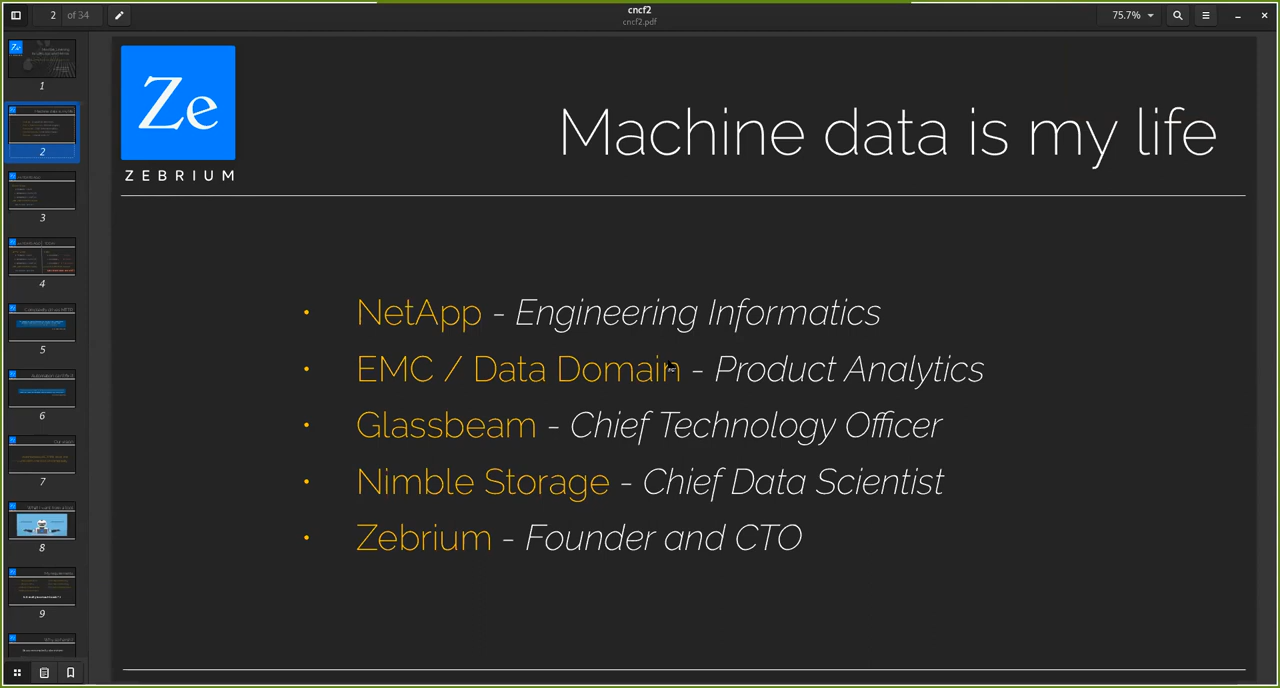 2 of 34
cncf2
cncf2.pdf
75.7%
Ze
ZEBRIUM
Machine data is my life
• NetApp - Engineering Informatics
• EMC / Data Domain - Product Analytics
• Glassbeam - Chief Technology Officer
• Nimble Storage - Chief Data Scientist
• Zebrium - Founder and CTO
1
2
3
4
5
6
7
8
9